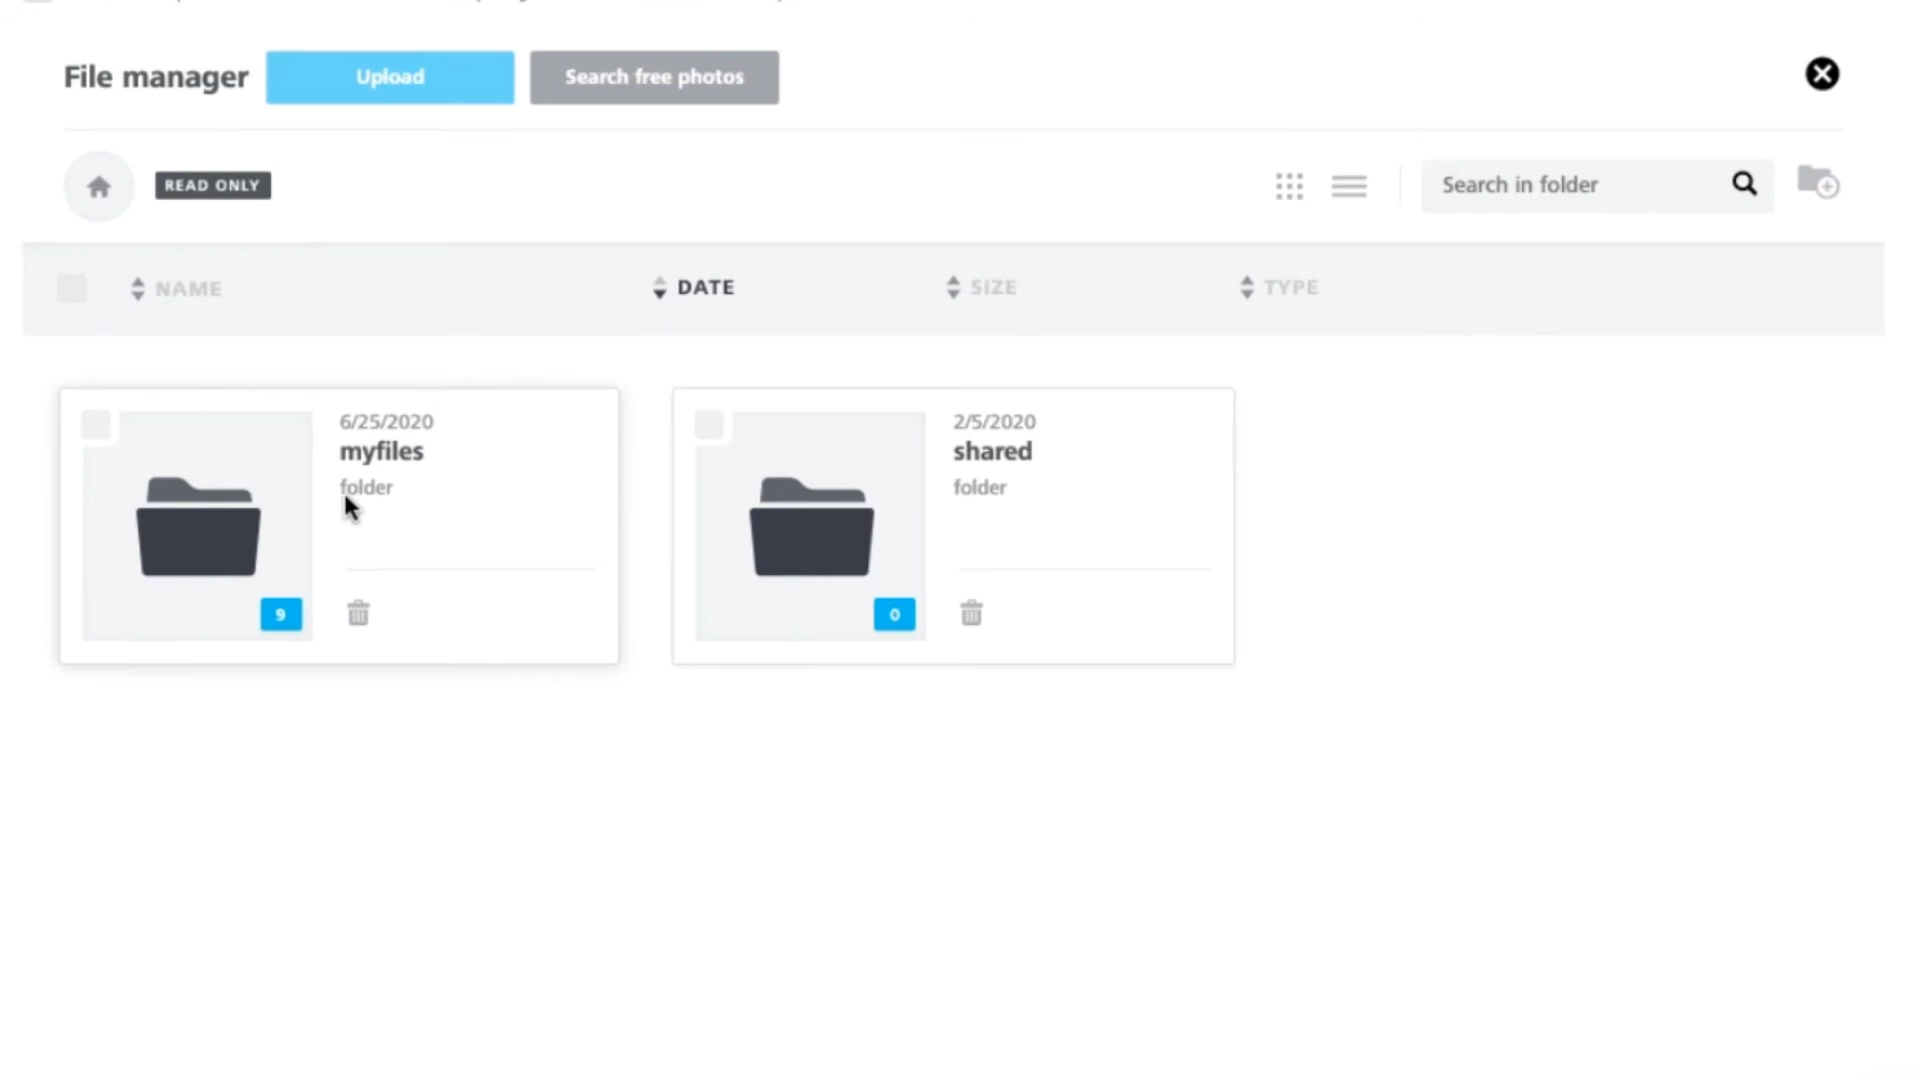 File manager
Upload
Search free photos
READ ONLY
Search in folder
NAME
DATE
SIZE
TYPE
6/25/2020
myfiles
folder
9
2/5/2020
shared
folder
0